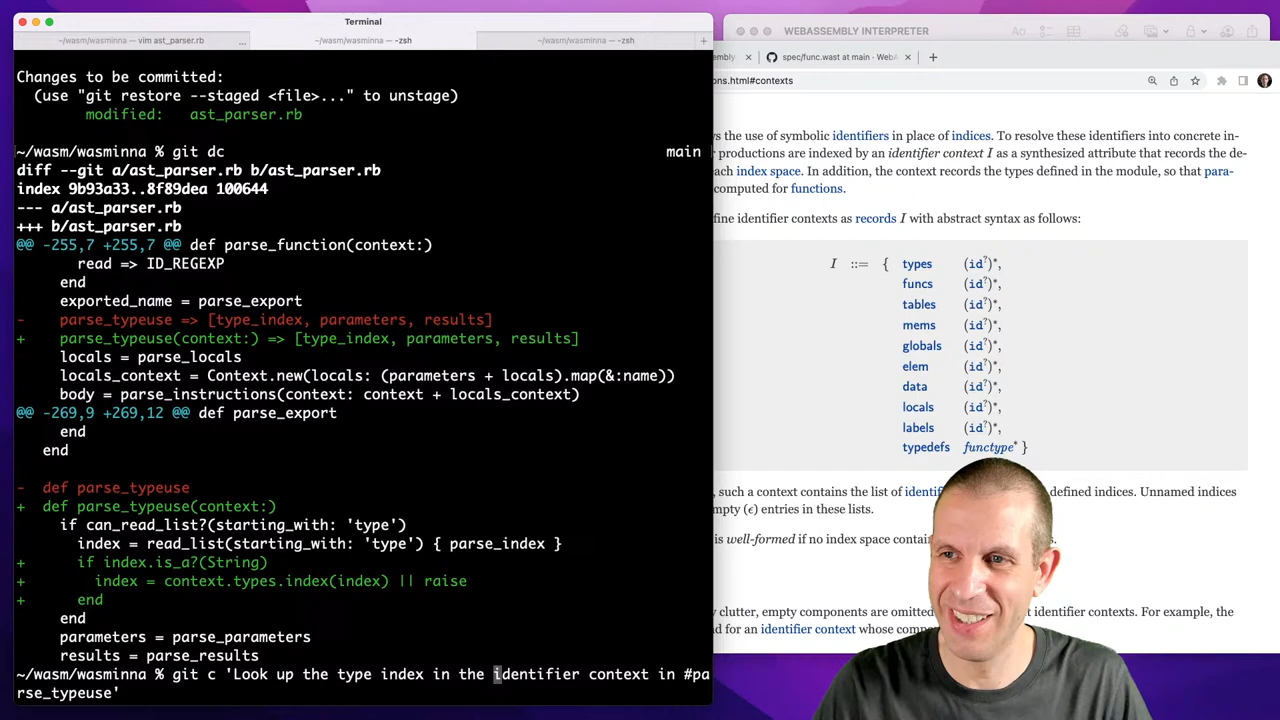 Terminal
~/wasm/wasminna — vim ast_parser.rb ...
~/wasm/wasminna — -zsh
~/wasm/wasminna — -zsh
+
Changes to be committed:
(use "git restore --staged <file>..." to unstage)
modified: ast_parser.rb
~/wasm/wasminna % git dc main
diff --git a/ast_parser.rb b/ast_parser.rb
index 9b93a33..8f89dea 100644
--- a/ast_parser.rb
+++ b/ast_parser.rb
@@ -255,7 +255,7 @@ def parse_function(context:)
read => ID_REGEXP
end
exported_name = parse_export
- parse_typeuse => [type_index, parameters, results]
+ parse_typeuse(context:) => [type_index, parameters, results]
locals = parse_locals
locals_context = Context.new(locals: (parameters + locals).map(&:name))
body = parse_instructions(context: context + locals_context)
@@ -269,9 +269,12 @@ def parse_export
end
end
- def parse_typeuse
+ def parse_typeuse(context:)
if can_read_list?(starting_with: 'type')
index = read_list(starting_with: 'type') { parse_index }
+ if index.is_a?(String)
+ index = context.types.index(index) || raise
+ end
end
parameters = parse_parameters
results = parse_results
~/wasm/wasminna % git c 'Look up the type index in the identifier context in #pa
rse_typeuse'
WEBASSEMBLY INTERPRETER
embly × spec/func.wast at main · WebA × +
ons.html#contexts
s the use of symbolic identifiers in place of indices. To resolve these identifiers into concrete in-
productions are indexed by an identifier context I as a synthesized attribute that records the de-
each index space. In addition, the context records the types defined in the module, so that para-
computed for functions.
fine identifier contexts as records I with abstract syntax as follows:
I ::= { types (id?)*,
funcs (id?)*,
tables (id?)*,
mems (id?)*,
globals (id?)*,
elem (id?)*,
data (id?)*,
locals (id?)*,
labels (id?)*,
typedefs functype* }
, such a context contains the list of identif defined indices. Unnamed indices
mpty (ϵ) entries in these lists.
is well-formed if no index space contai s.
y clutter, empty components are omitted t identifier contexts. For example, the
d for an identifier context whose comp